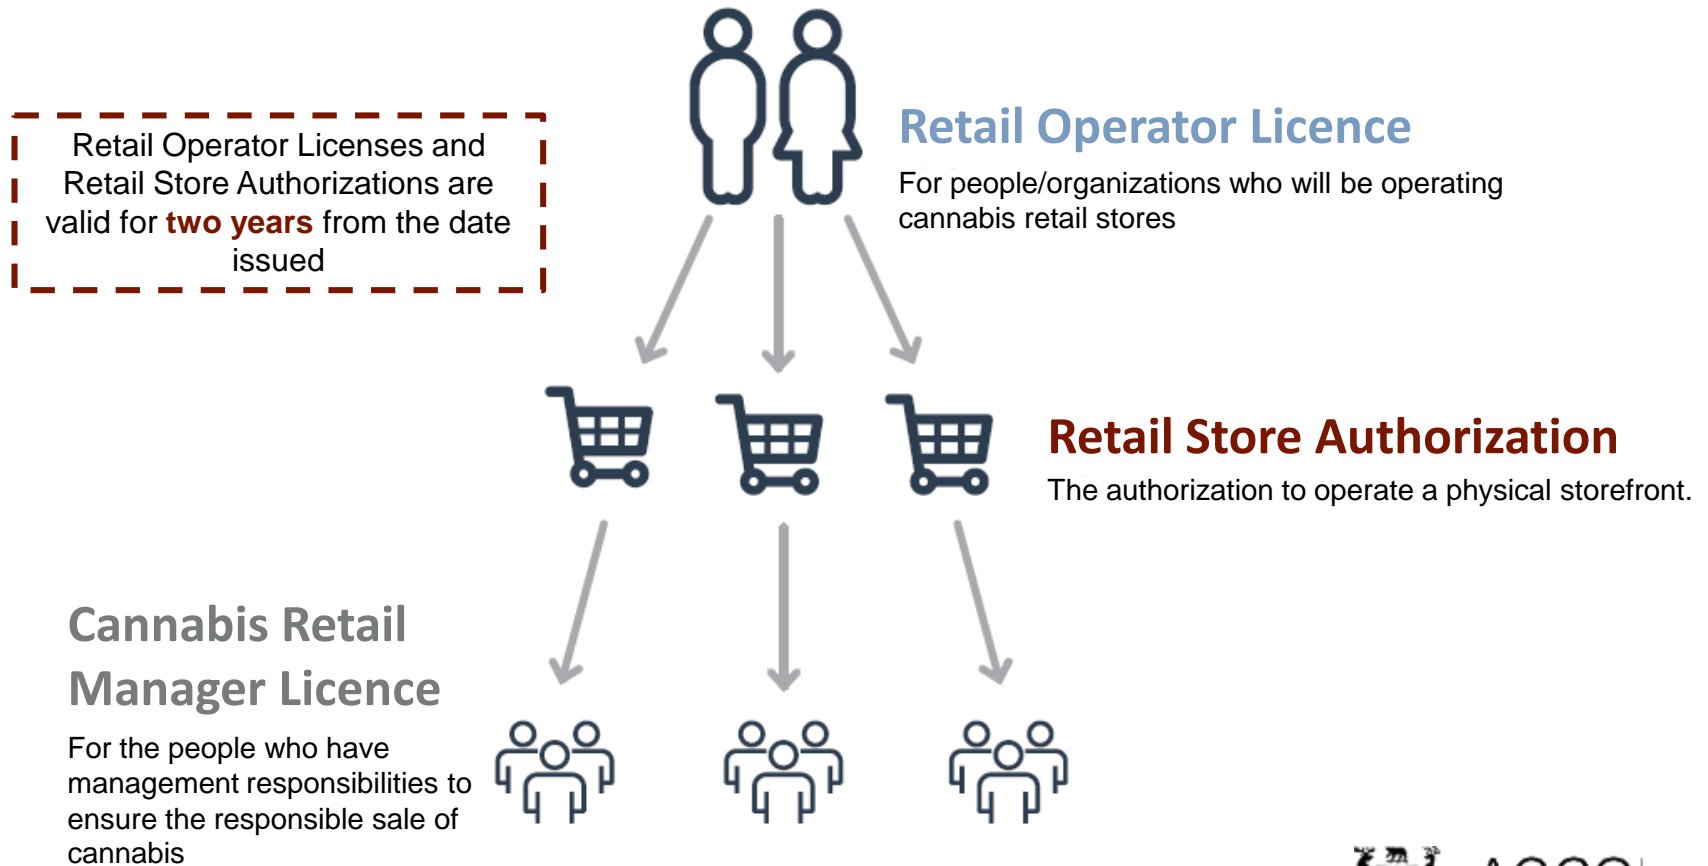 Retail Operator Licenses and
Retail Store Authorizations are
valid for two years from the date
issued
Retail Operator Licence
For people/organizations who will be operating
cannabis retail stores
Retail Store Authorization
The authorization to operate a physical storefront.
Cannabis Retail
Manager Licence
For the people who have
management responsibilities to
ensure the responsible sale of
cannabis